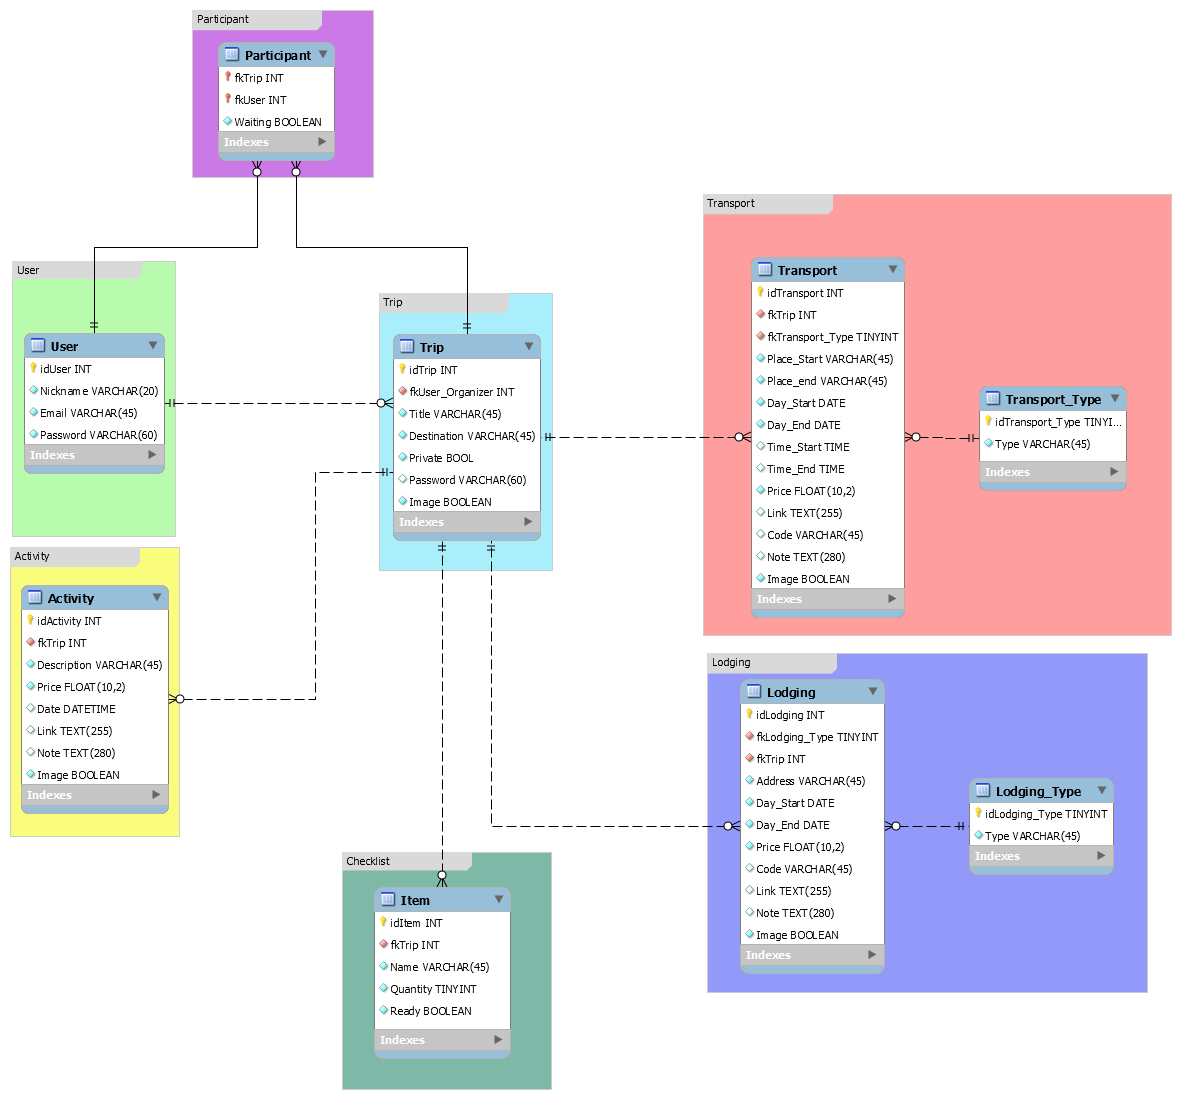 Participant
Participant
fkTrip INT
fkUser INT
Waiting BOOLEAN
Indexes
User
User
idUser INT
Nickname VARCHAR(20)
Email VARCHAR(45)
Password VARCHAR(60)
Indexes
Trip
Trip
idTrip INT
fkUser_Organizer INT
Title VARCHAR(45)
Destination VARCHAR(45)
Private BOOL
Password VARCHAR(60)
Image BOOLEAN
Indexes
Transport
Transport
idTransport INT
fkTrip INT
fkTransport_Type TINYINT
Place_Start VARCHAR(45)
Place_end VARCHAR(45)
Day_Start DATE
Day_End DATE
Time_Start TIME
Time_End TIME
Price FLOAT(10,2)
Link TEXT(255)
Code VARCHAR(45)
Note TEXT(280)
Image BOOLEAN
Indexes
Transport_Type
idTransport_Type TINYI...
Type VARCHAR(45)
Indexes
Activity
Activity
idActivity INT
fkTrip INT
Description VARCHAR(45)
Price FLOAT(10,2)
Date DATETIME
Link TEXT(255)
Note TEXT(280)
Image BOOLEAN
Indexes
Lodging
Lodging
idLodging INT
fkLodging_Type TINYINT
fkTrip INT
Address VARCHAR(45)
Day_Start DATE
Day_End DATE
Price FLOAT(10,2)
Code VARCHAR(45)
Link TEXT(255)
Note TEXT(280)
Image BOOLEAN
Indexes
Lodging_Type
idLodging_Type TINYINT
Type VARCHAR(45)
Indexes
Checklist
Item
idItem INT
fkTrip INT
Name VARCHAR(45)
Quantity TINYINT
Ready BOOLEAN
Indexes